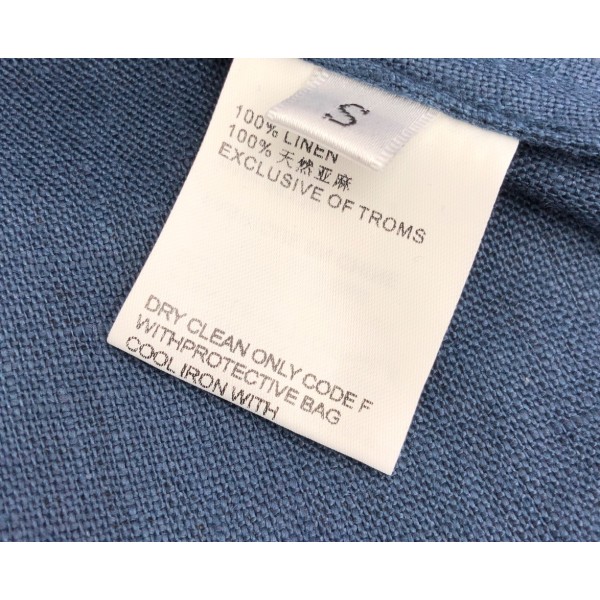 S
100% LINEN
100% 天然亚麻
EXCLUSIVE OF TROMS
DRY CLEAN ONLY CODE F
WITHPROTECTIVE BAG
COOL IRON WITH